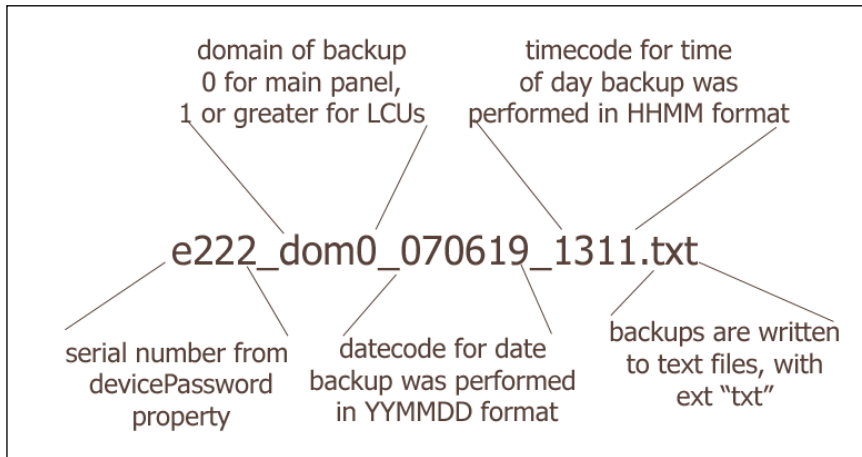 domain of backup
0 for main panel,
1 or greater for LCUs
timecode for time
of day backup was
performed in HHMM format
e222_dom0_070619_1311.txt
serial number from
devicePassword
property
datecode for date
backup was performed
in YYMMDD format
backups are written
to text files, with
ext “txt”